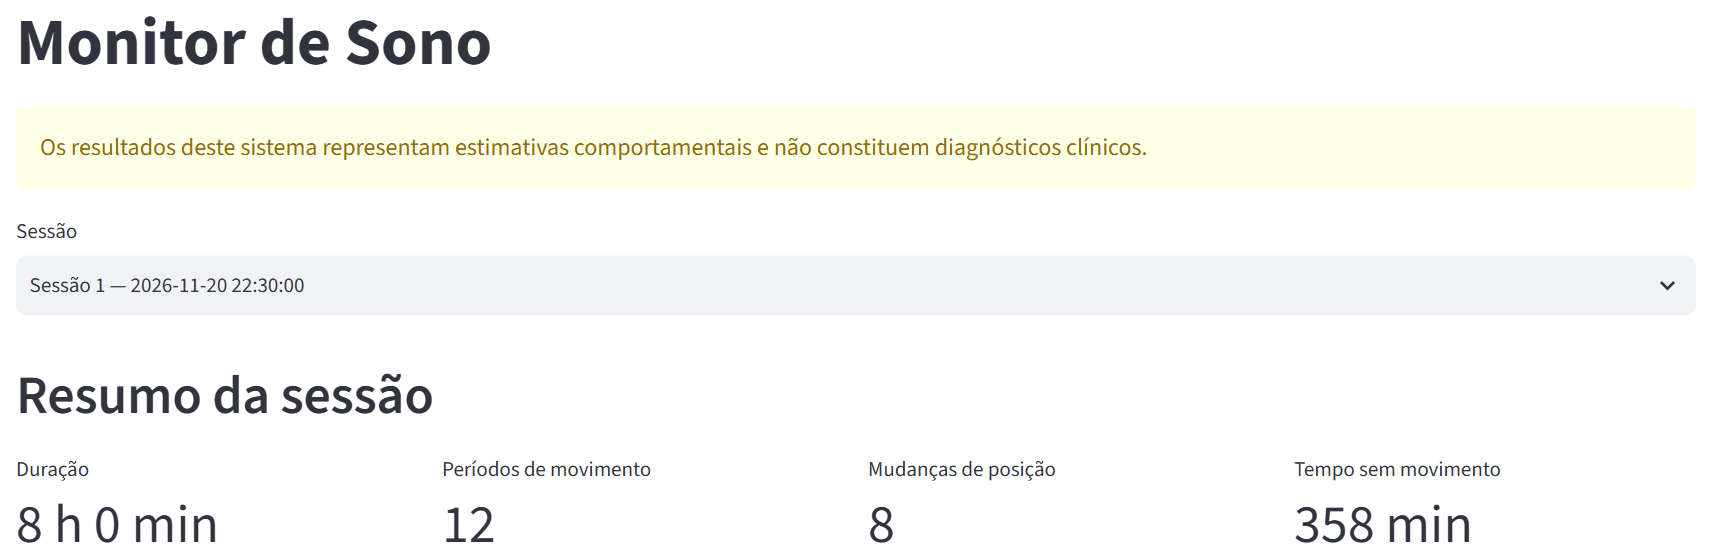 Monitor de Sono
Os resultados deste sistema representam estimativas comportamentais e não constituem diagnósticos clínicos.
Sessão
Sessão 1 — 2026-11-20 22:30:00
Resumo da sessão
Duração
8 h 0 min
Períodos de movimento
12
Mudanças de posição
8
Tempo sem movimento
358 min